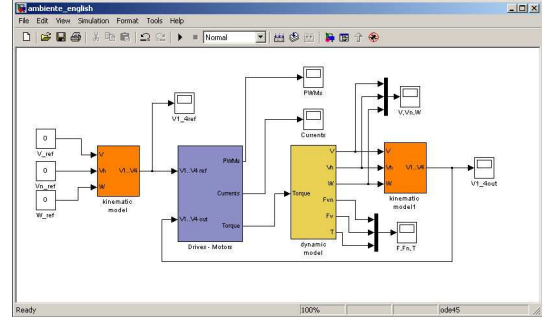 ambiente_english
File Edit View Simulation Format Tools Help
Normal
0
V_ref
0
Vn_ref
0
W_ref
V
Vn
W
V1..V4
kinematic
model
V1_4ref
V1..V4 ref
V1..V4 out
PWMs
Currents
Torque
Drives - Motors
PWMs
Currents
Torque
V
Vn
W
Fvn
Fv
T
dynamic
model
V,Vn,W
V
Vn
W
V1..V4
kinematic
model1
V1_4out
F,Fn,T
Ready
100%
ode45